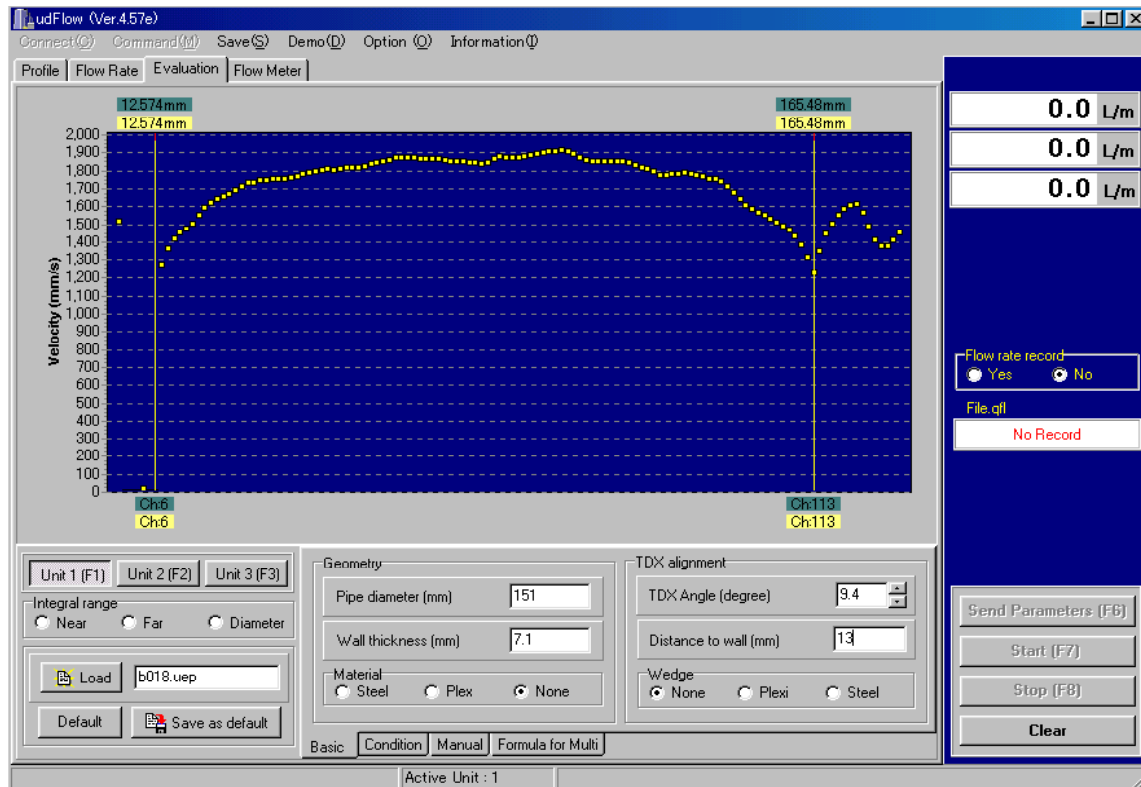 udFlow (Ver.4.57e)
Connect(C) Command(M) Save(S) Demo(D) Option (O) Information(I)
Profile Flow Rate Evaluation Flow Meter
12.574mm 165.48mm
12.574mm 165.48mm
Velocity (mm/s)
2,000
1,900
1,800
1,700
1,600
1,500
1,400
1,300
1,200
1,100
1,000
900
800
700
600
500
400
300
200
100
0
Ch:6 Ch:113
Ch:6 Ch:113
0.0 L/m
0.0 L/m
0.0 L/m
Flow rate record
Yes No
File.qfl
No Record
Unit 1 (F1) Unit 2 (F2) Unit 3 (F3)
Integral range
Near Far Diameter
Load b018.uep
Default Save as default
Geometry
Pipe diameter (mm) 151
Wall thickness (mm) 7.1
Material
Steel Plex None
TDX alignment
TDX Angle (degree) 9.4
Distance to wall (mm) 13
Wedge
None Plexi Steel
Basic Condition Manual Formula for Multi
Send Parameters (F6)
Start (F7)
Stop (F8)
Clear
Active Unit : 1